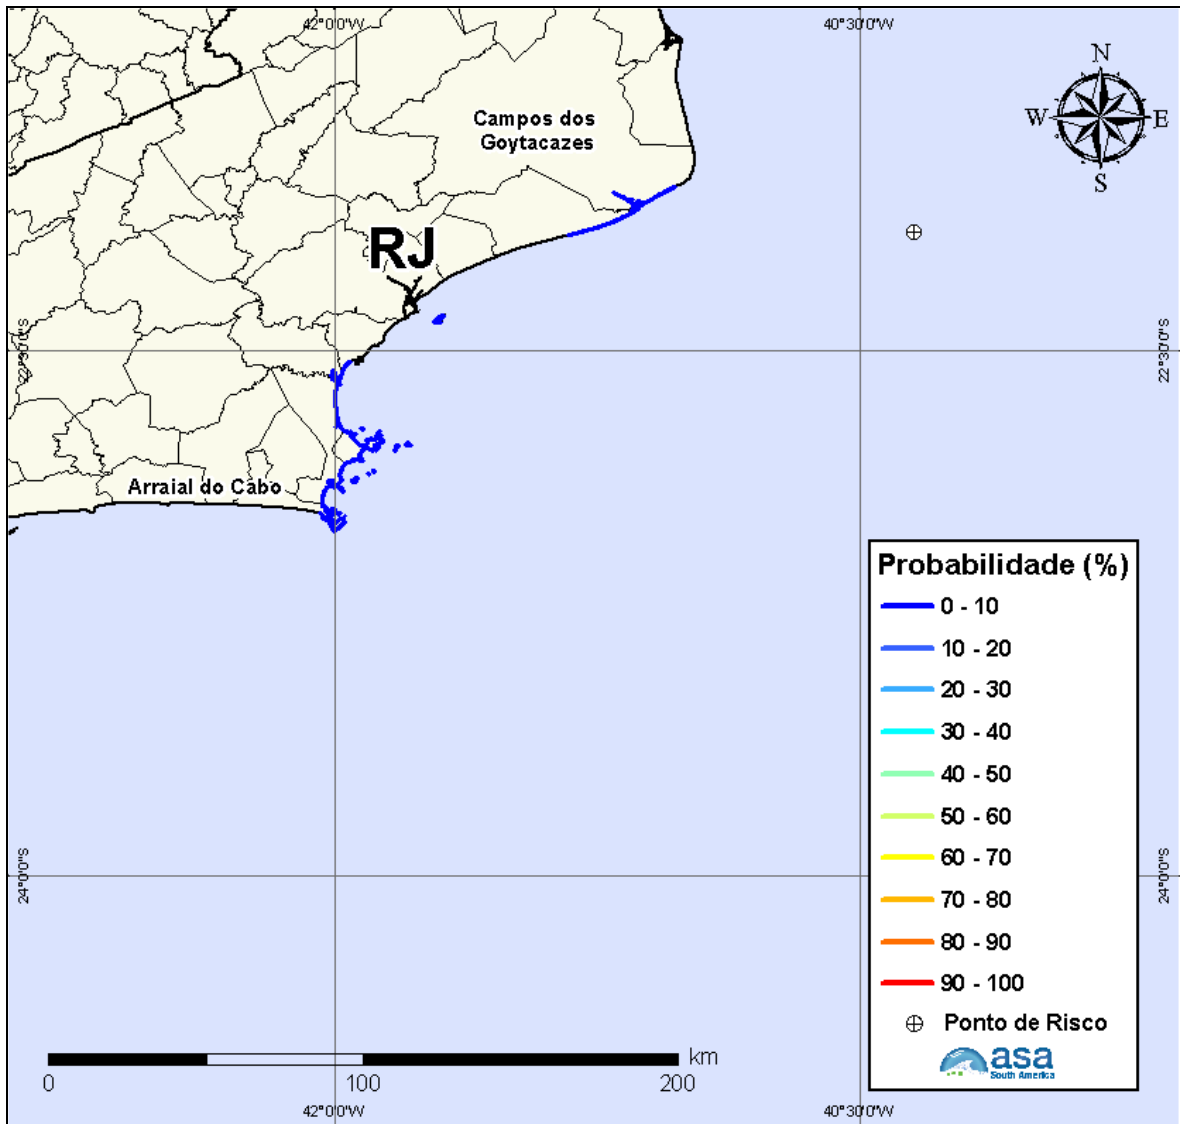 42°0'0"W
40°30'0"W
N
W
E
S
Campos dos
Goytacazes
RJ
22°30'0"S
22°30'0"S
Arraial do Cabo
Probabilidade (%)
0 - 10
10 - 20
20 - 30
30 - 40
40 - 50
50 - 60
60 - 70
70 - 80
80 - 90
90 - 100
Ponto de Risco
asa
South America
24°0'0"S
24°0'0"S
km
0
100
200
42°0'0"W
40°30'0"W